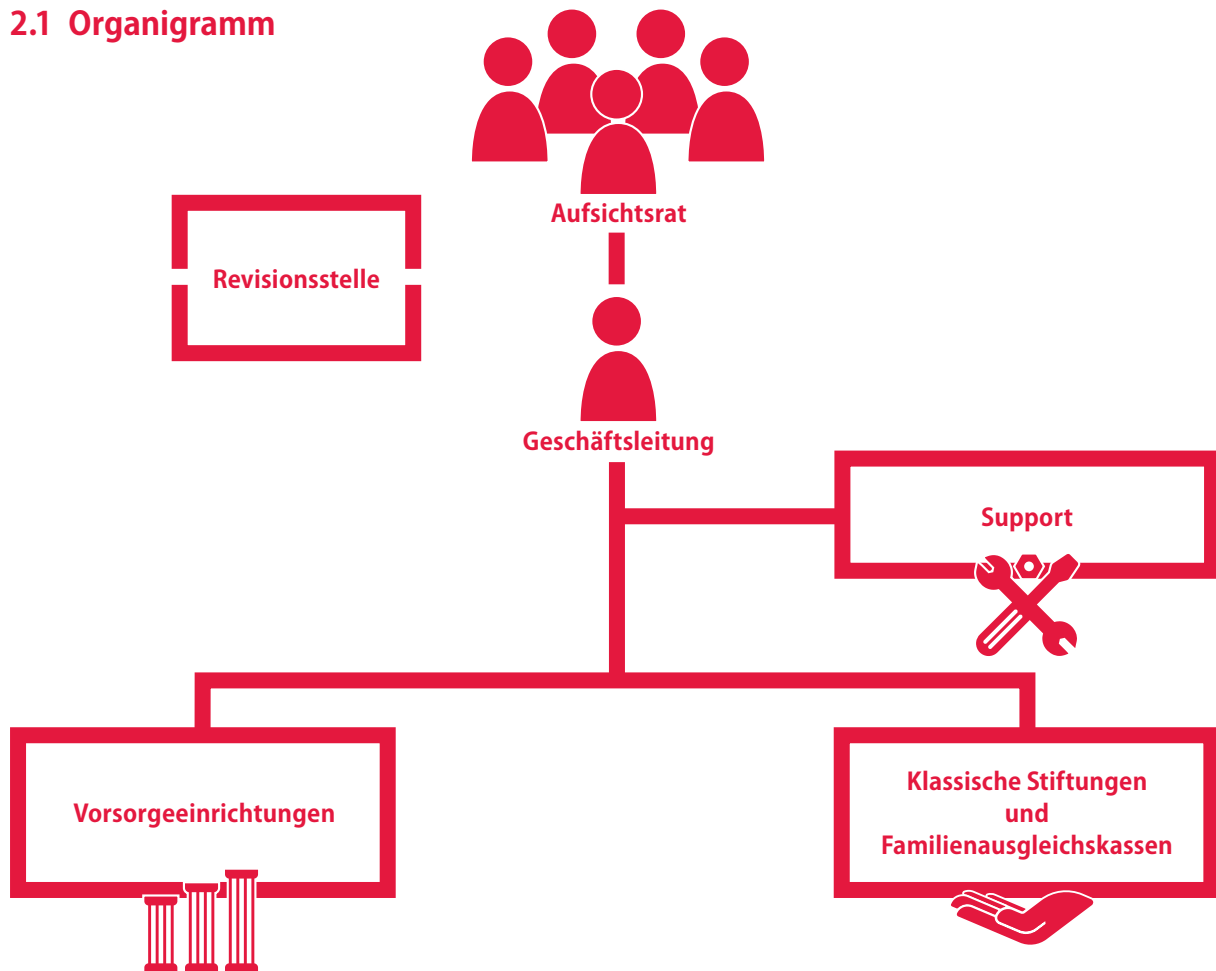 2.1 Organigramm
Aufsichtsrat
Revisionsstelle
Geschäftsleitung
Support
Vorsorgeeinrichtungen
Klassische Stiftungen
und
Familienausgleichskassen